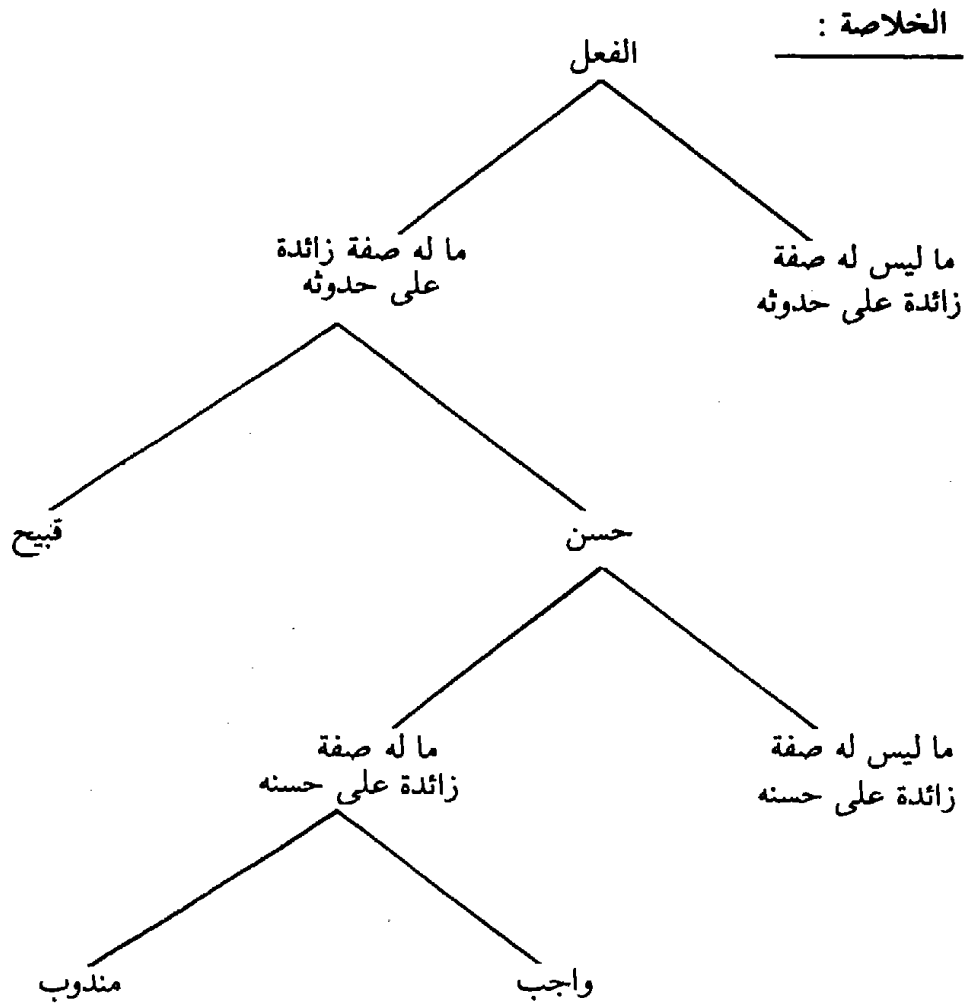 الخلاصة :
الفعل
ما ليس له صفة
زائدة على حدوثه
ما له صفة زائدة
على حدوثه
حسن
قبيح
ما ليس له صفة
زائدة على حسنه
ما له صفة
زائدة على حسنه
واجب
مندوب